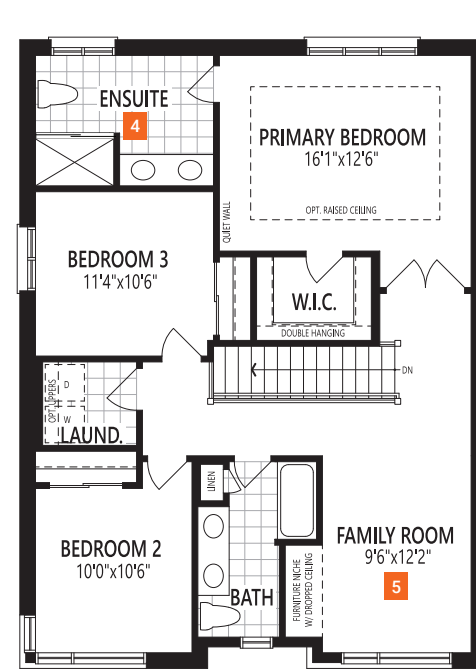 ENSUITE
4
PRIMARY BEDROOM
16'1"x12'6"
OPT. RAISED CEILING
QUIET WALL
BEDROOM 3
11'4"x10'6"
W.I.C.
DOUBLE HANGING
DN
OPT. UPPERS
D
W
LAUND.
LINEN
BEDROOM 2
10'0"x10'6"
BATH
FURNITURE NICHE
W/ DROPPED CEILING
FAMILY ROOM
9'6"x12'2"
5